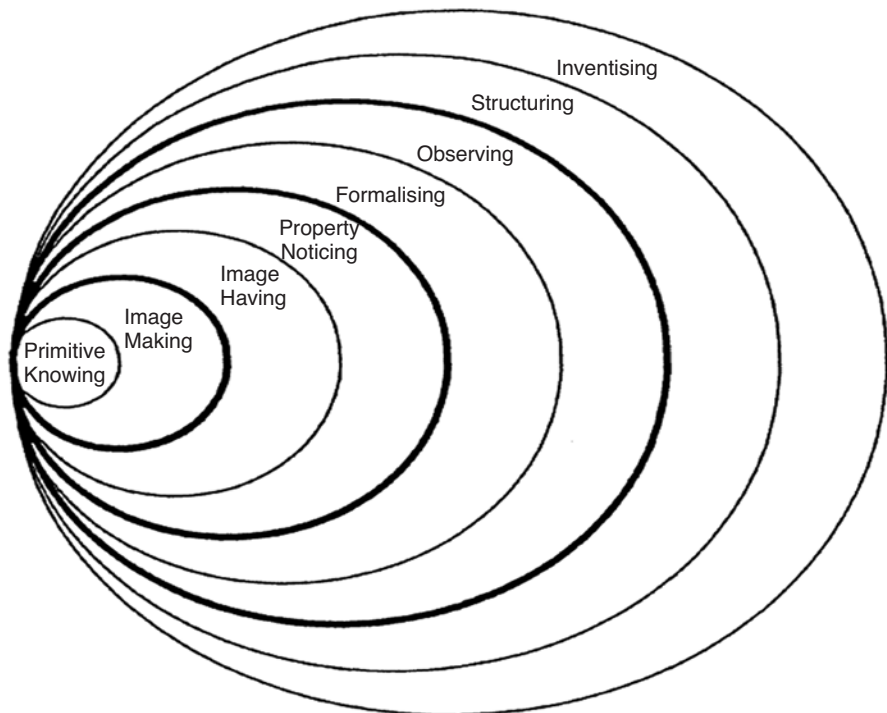 Inventising
Structuring
Observing
Formalising
Property
Noticing
Image
Having
Image
Making
Primitive
Knowing